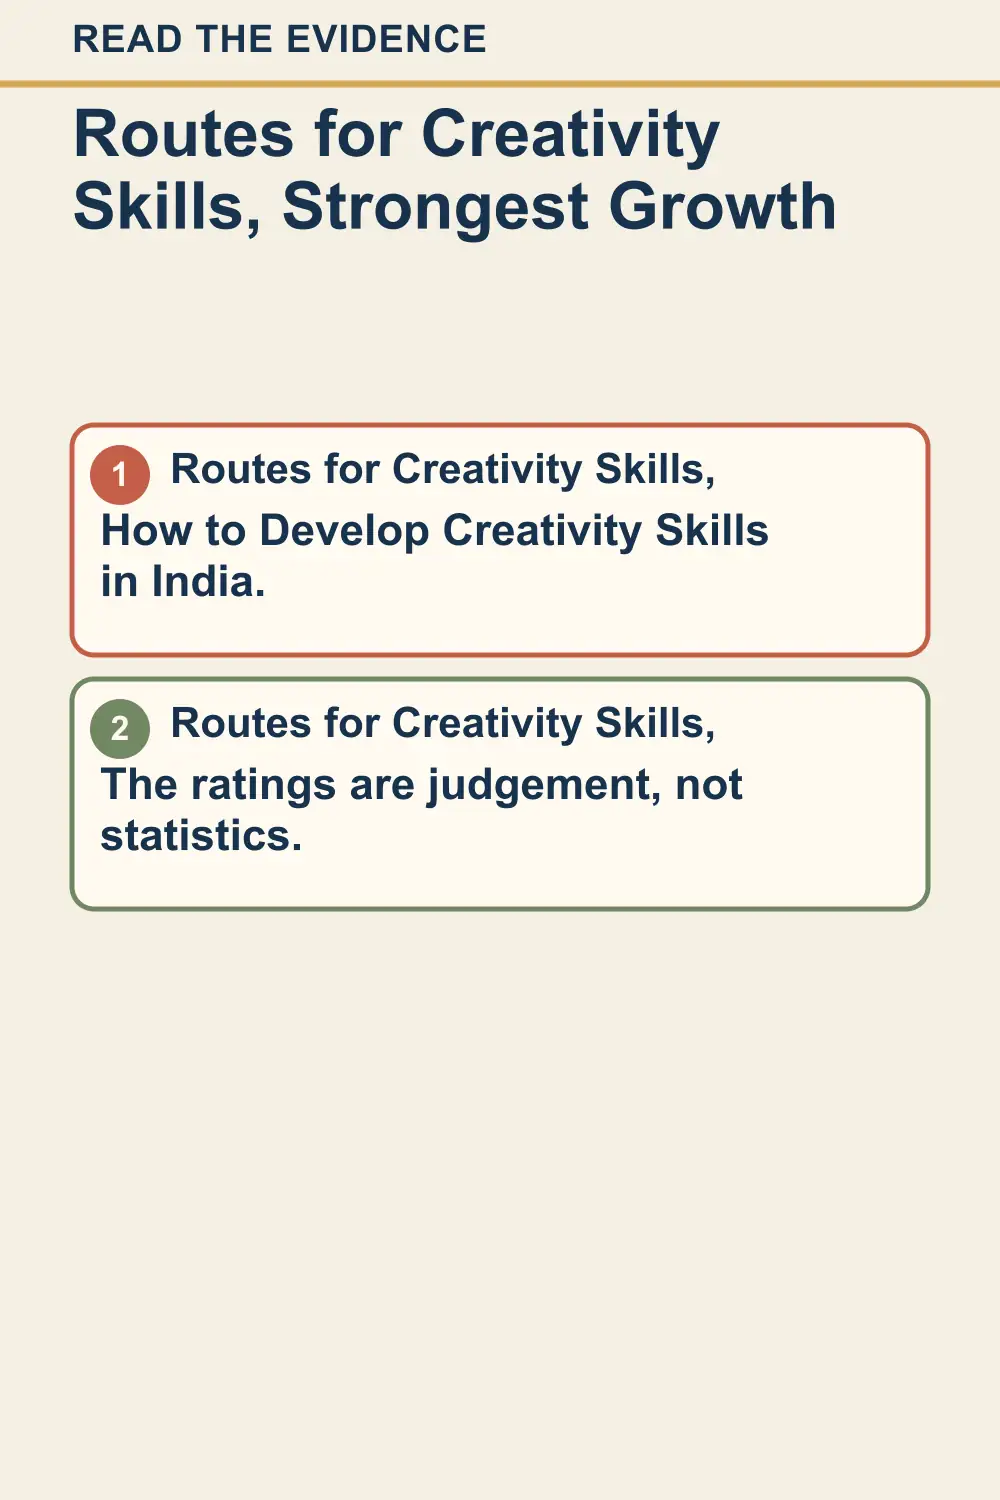 READ THE EVIDENCE
Routes for Creativity
Skills, Strongest Growth
1 Routes for Creativity Skills,
How to Develop Creativity Skills
in India.
2 Routes for Creativity Skills,
The ratings are judgement, not
statistics.